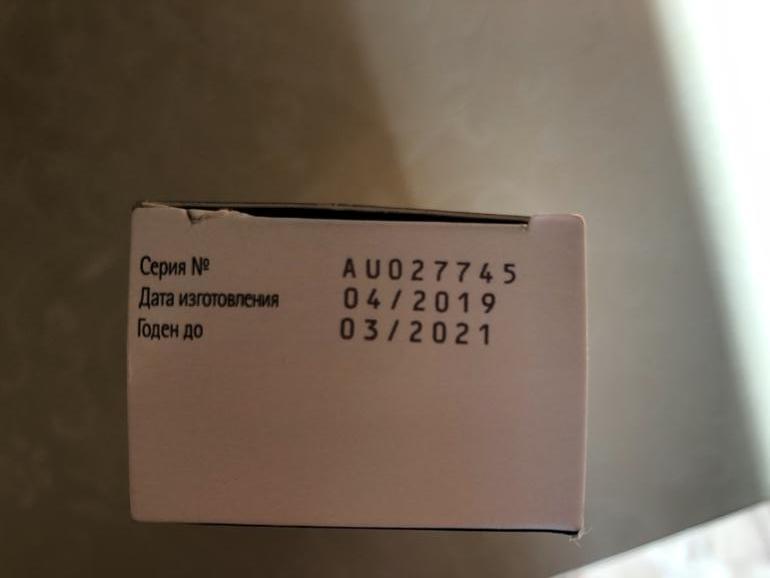 Серия № AU027745
Дата изготовления 04/2019
Годен до 03/2021